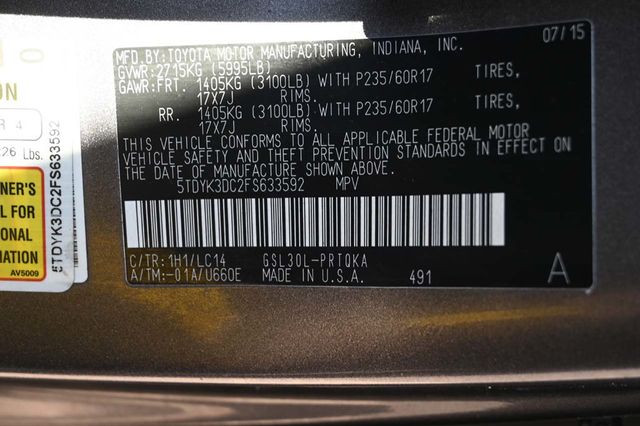 MFD.BY: TOYOTA MOTOR MANUFACTURING, INDIANA, INC. 07/15
GVWR: 2715KG (5995LB)
GAWR: FRT. 1405KG (3100LB) WITH P235/60R17 TIRES,
17X7J RIMS.
RR. 1405KG (3100LB) WITH P235/60R17 TIRES,
17X7J RIMS.
THIS VEHICLE CONFORMS TO ALL APPLICABLE FEDERAL MOTOR
VEHICLE SAFETY AND THEFT PREVENTION STANDARDS IN EFFECT ON
THE DATE OF MANUFACTURE SHOWN ABOVE.
5TDYK3DC2FS633592 MPV
C/TR: 1H1/LC14 GSL30L-PRTQKA
A/TM:-01A/U660E MADE IN U.S.A. 491 A
0
ON
R 4
26 Lbs.
NER'S
L FOR
ONAL
MATION
AV5009
5TDYK3DC2FS633592